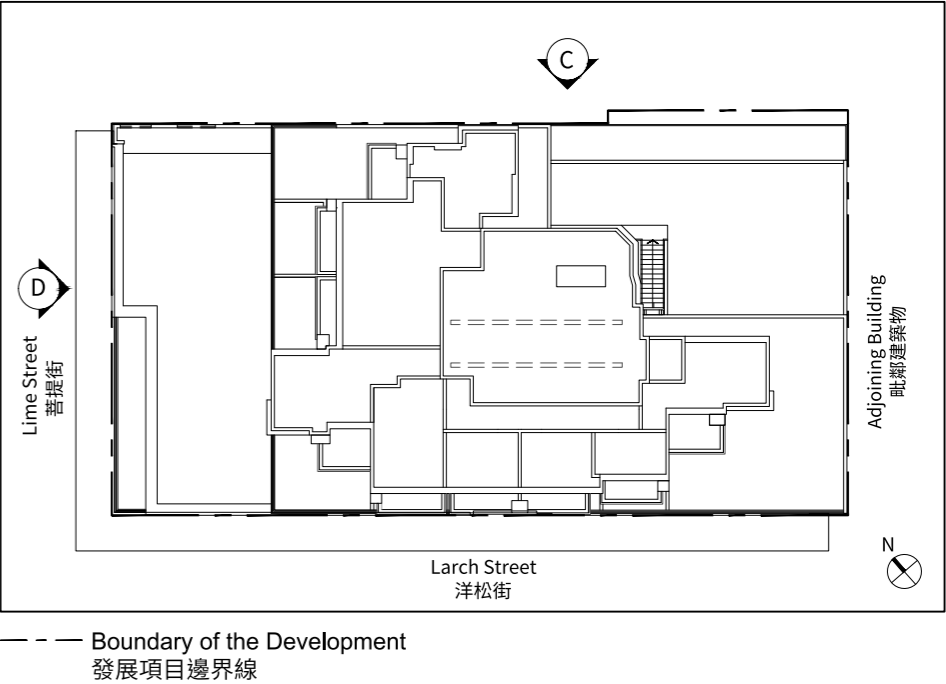 C
D
Lime Street
菩提街
Adjoining Building
毗鄰建築物
Larch Street
洋松街
N
Boundary of the Development
發展項目邊界線